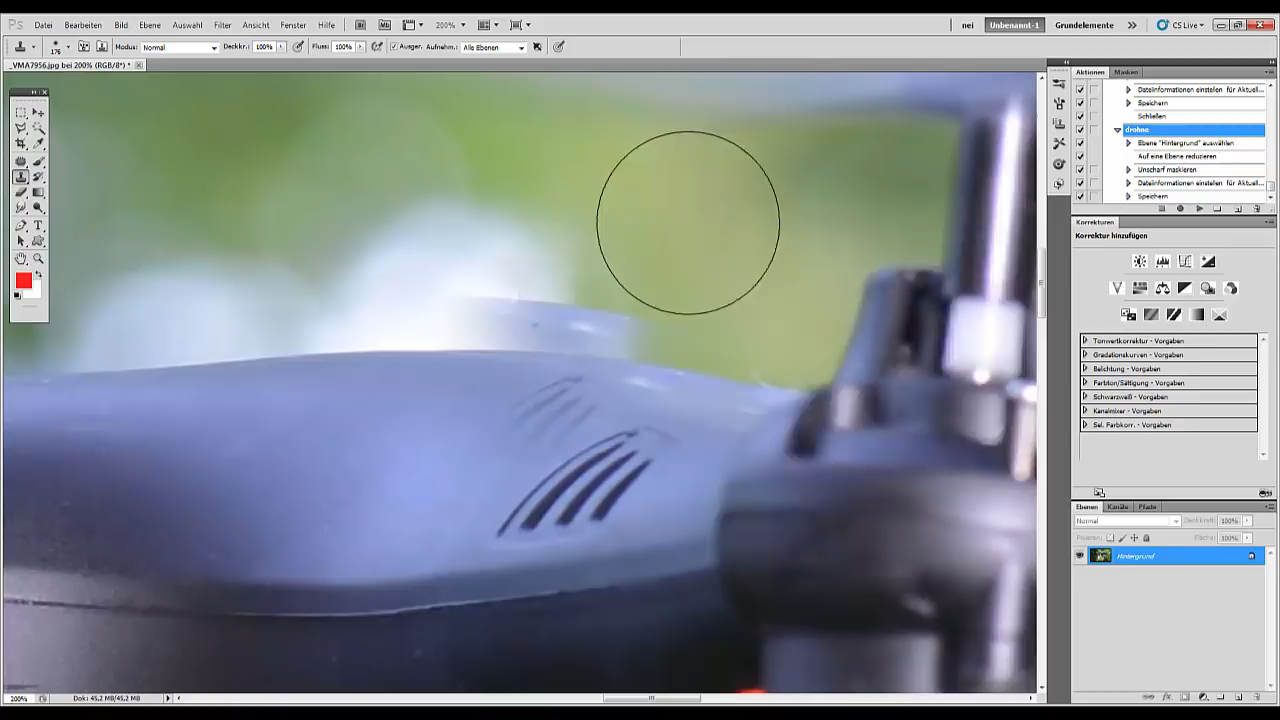 Ps Datei Bearbeiten Bild Ebene Auswahl Filter Ansicht Fenster Hilfe Br Mb 200% nei Unbenannt-1 Grundelemente CS Live
176 Modus: Normal Deckkr.: 100% Fluss: 100% Ausger. Aufnehm.: Alle Ebenen
_VMA7956.jpg bei 200% (RGB/8*) *
Aktionen Masken
Dateiinformationen einstellen für Aktuell...
Speichern
Schließen
drohne
Ebene "Hintergrund" auswählen
Auf eine Ebene reduzieren
Unscharf maskieren
Dateiinformationen einstellen für Aktuell...
Speichern
Korrekturen
Korrektur hinzufügen
Tonwertkorrektur - Vorgaben
Gradationskurven - Vorgaben
Belichtung - Vorgaben
Farbton/Sättigung - Vorgaben
Schwarzweiß - Vorgaben
Kanalmixer - Vorgaben
Sel. Farbkorr. - Vorgaben
Ebenen Kanäle Pfade
Normal Deckkraft: 100%
Fixieren: Fläche: 100%
Hintergrund
200% Dok: 45,2 MB/45,2 MB